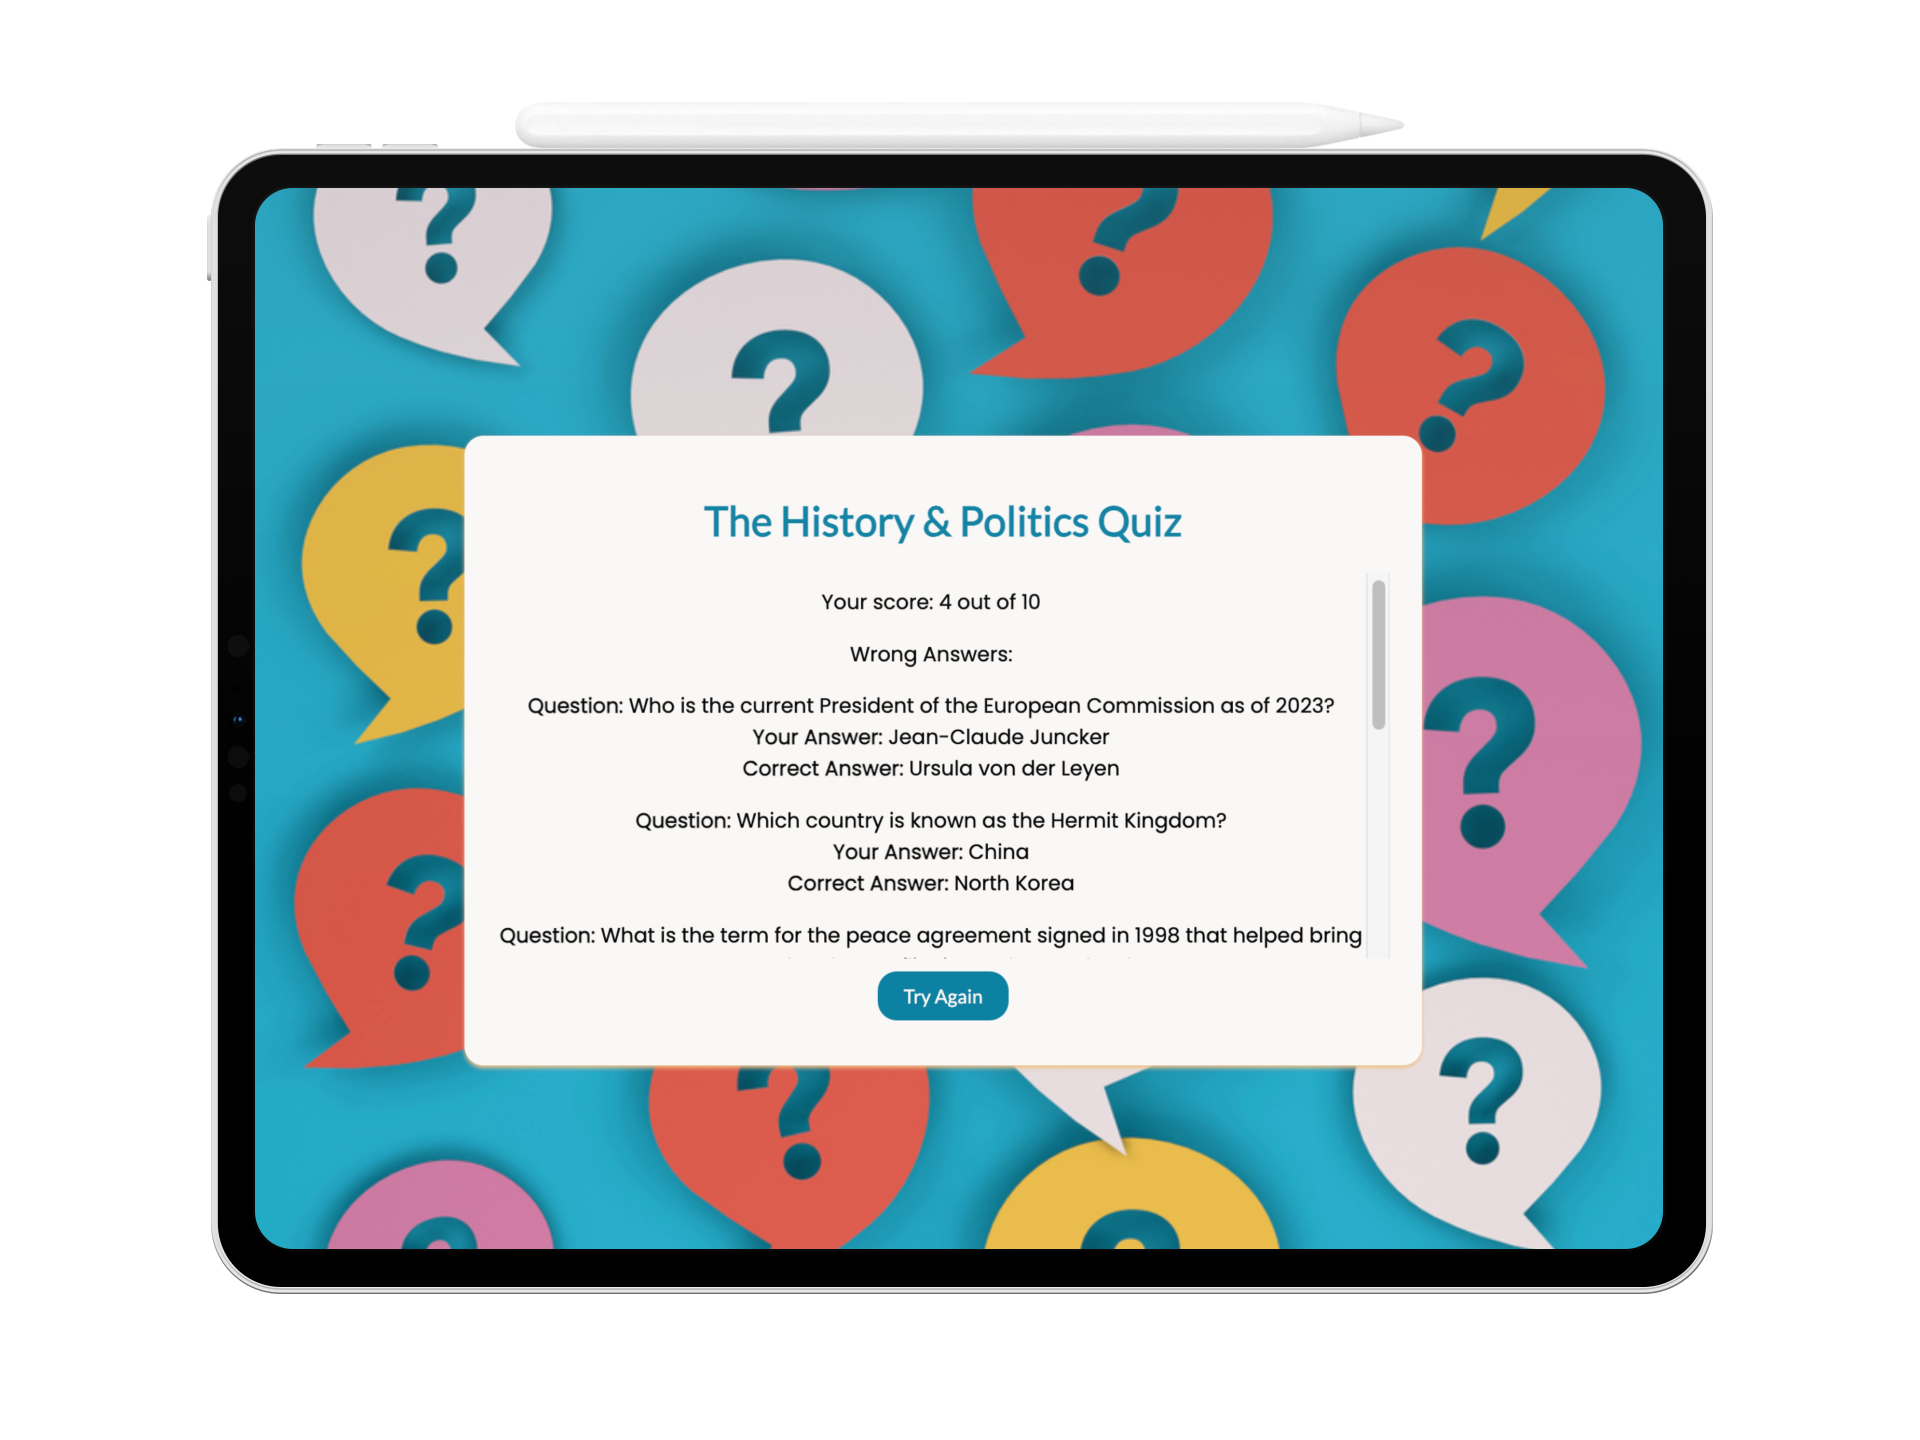 The History & Politics Quiz
Your score: 4 out of 10
Wrong Answers:
Question: Who is the current President of the European Commission as of 2023?
Your Answer: Jean-Claude Juncker
Correct Answer: Ursula von der Leyen
Question: Which country is known as the Hermit Kingdom?
Your Answer: China
Correct Answer: North Korea
Question: What is the term for the peace agreement signed in 1998 that helped bring
Try Again